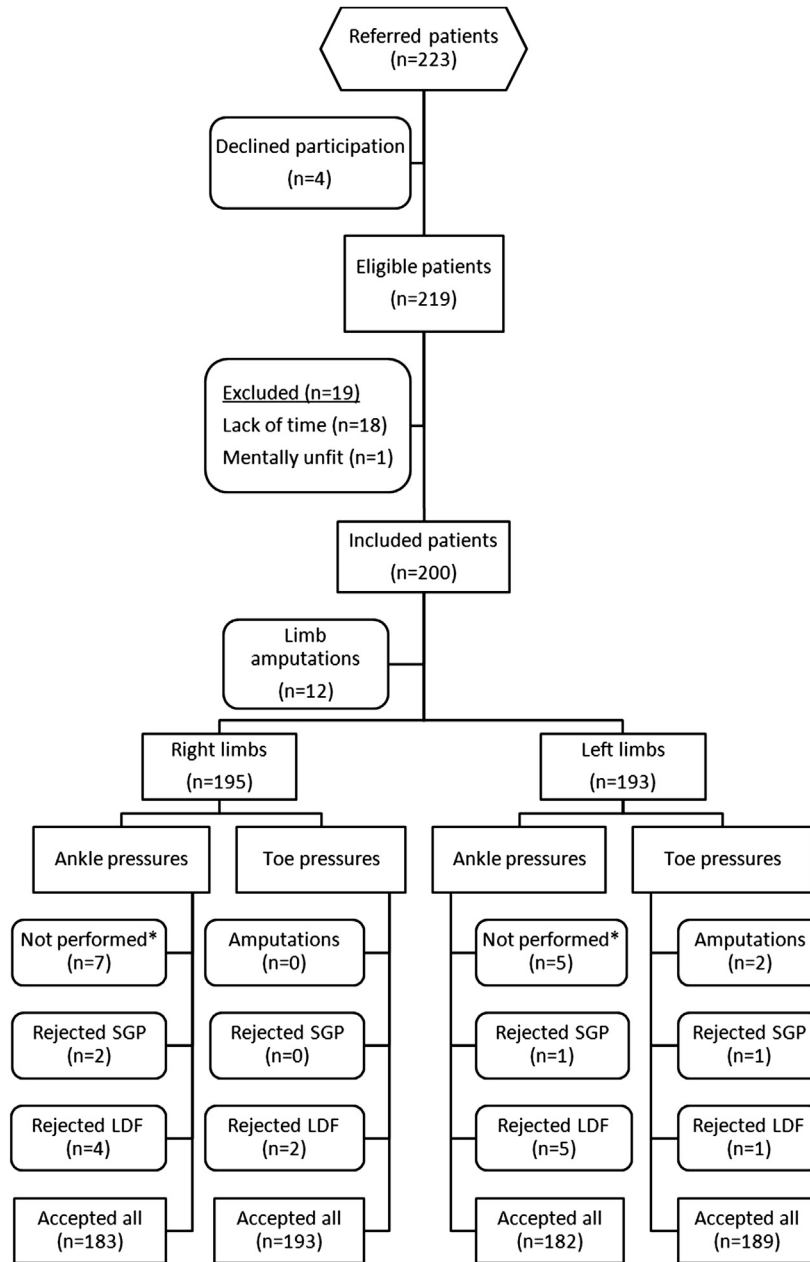 Referred patients
(n=223)
Declined participation
(n=4)
Eligible patients
(n=219)
Excluded (n=19)
Lack of time (n=18)
Mentally unfit (n=1)
Included patients
(n=200)
Limb
amputations
(n=12)
Right limbs
(n=195)
Left limbs
(n=193)
Ankle pressures
Toe pressures
Ankle pressures
Toe pressures
Not performed*
(n=7)
Amputations
(n=0)
Not performed*
(n=5)
Amputations
(n=2)
Rejected SGP
(n=2)
Rejected SGP
(n=0)
Rejected SGP
(n=1)
Rejected SGP
(n=1)
Rejected LDF
(n=4)
Rejected LDF
(n=2)
Rejected LDF
(n=5)
Rejected LDF
(n=1)
Accepted all
(n=183)
Accepted all
(n=193)
Accepted all
(n=182)
Accepted all
(n=189)